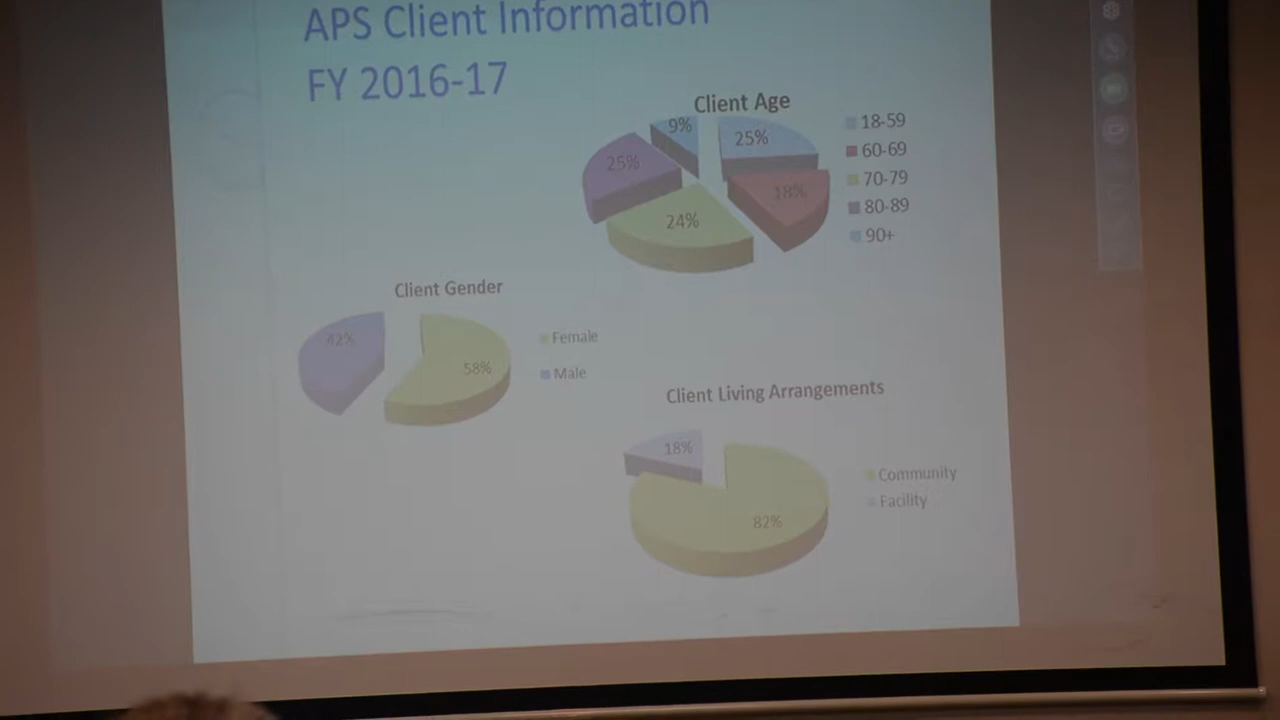 APS Client Information
FY 2016-17
Client Age
9%
25%
25%
18%
24%
18-59
60-69
70-79
80-89
90+
Client Gender
42%
58%
Female
Male
Client Living Arrangements
18%
82%
Community
Facility